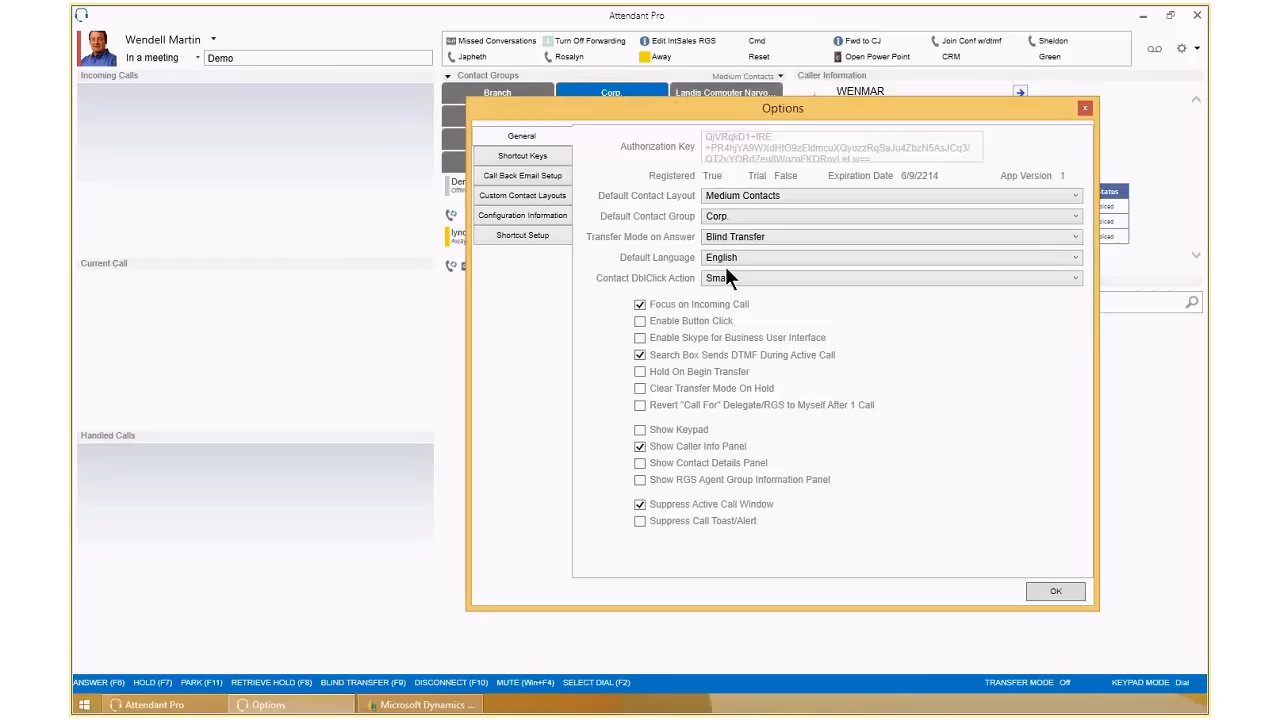 Attendant Pro
Wendell Martin
In a meeting
Demo
Missed Conversations
Turn Off Forwarding
Edit IntSales RGS
Cmd
Fwd to CJ
Join Conf w/dtmf
Sheldon
Japheth
Rosalyn
Away
Reset
Open Power Point
CRM
Green
Incoming Calls
Contact Groups
Medium Contacts
Caller Information
Branch
Corp.
Landis Computer Narvo...
WENMAR
Options
General
Shortcut Keys
Call Back Email Setup
Custom Contact Layouts
Configuration Information
Shortcut Setup
Authorization Key
Registered True Trial False Expiration Date 6/9/2214 App Version 1
Default Contact Layout Medium Contacts
Default Contact Group Corp.
Transfer Mode on Answer Blind Transfer
Default Language English
Contact DblClick Action
Focus on Incoming Call
Enable Button Click
Enable Skype for Business User Interface
Search Box Sends DTMF During Active Call
Hold On Begin Transfer
Clear Transfer Mode On Hold
Revert "Call For" Delegate/RGS to Myself After 1 Call
Show Keypad
Show Caller Info Panel
Show Contact Details Panel
Show RGS Agent Group Information Panel
Suppress Active Call Window
Suppress Call Toast/Alert
OK
Current Call
Handled Calls
ANSWER (F6) HOLD (F7) PARK (F11) RETRIEVE HOLD (F8) BLIND TRANSFER (F9) DISCONNECT (F10) MUTE (Win+F4) SELECT DIAL (F2) TRANSFER MODE Off KEYPAD MODE Dial
Attendant Pro
Options
Microsoft Dynamics ...